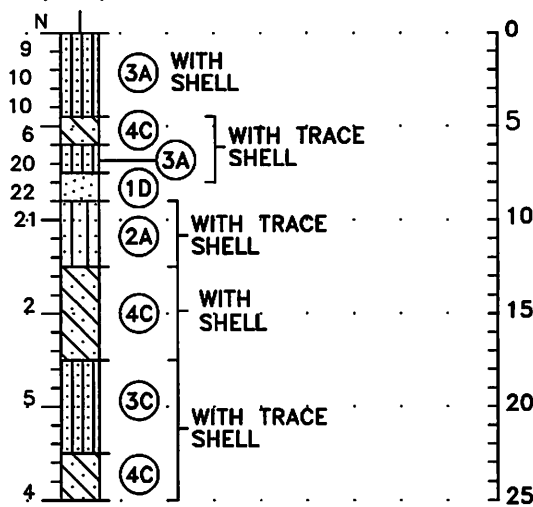 N
0
9
3A WITH
SHELL
10
10
5
6
4C
WITH TRACE
SHELL
20
3A
22
1D
21
10
2A
WITH TRACE
SHELL
2
4C
WITH
SHELL
15
5
3C
20
WITH TRACE
SHELL
4C
4
25